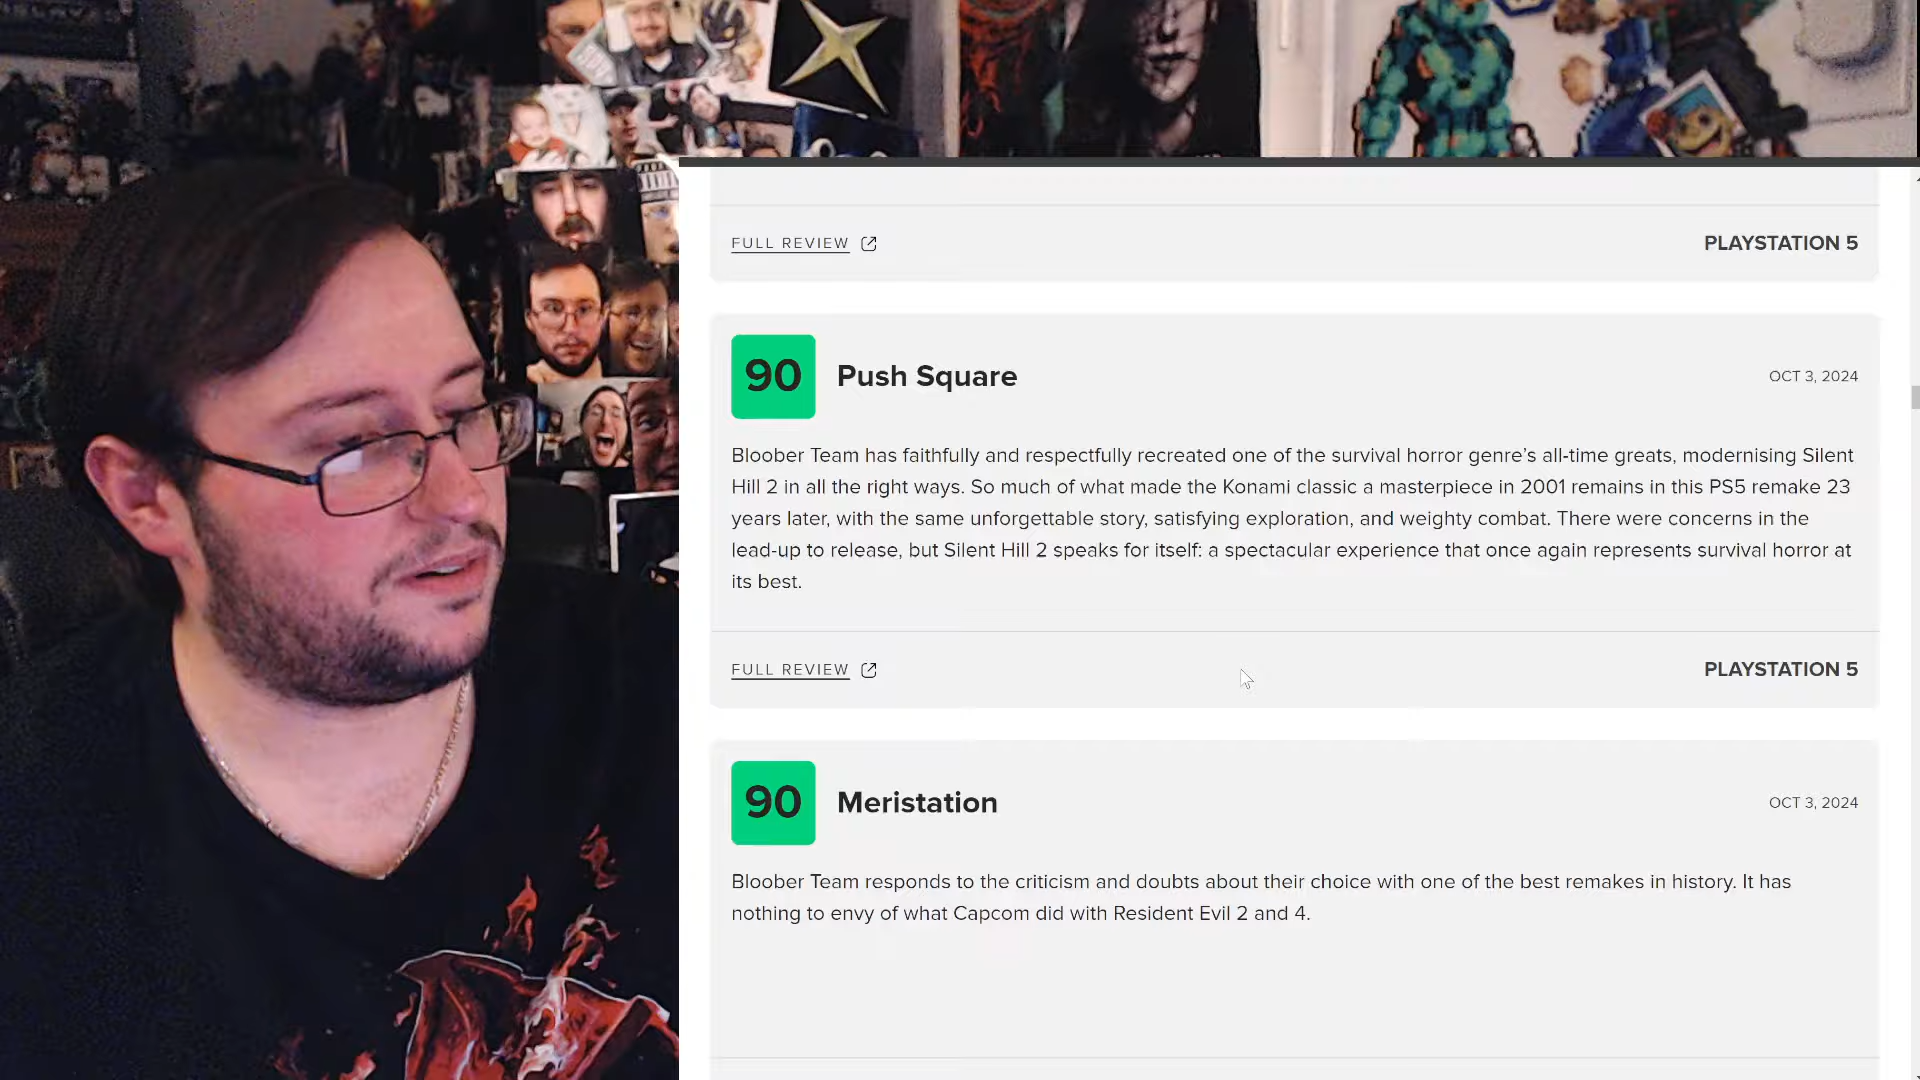 FULL REVIEW
PLAYSTATION 5
90
Push Square
OCT 3, 2024
Bloober Team has faithfully and respectfully recreated one of the survival horror genre’s all-time greats, modernising Silent
Hill 2 in all the right ways. So much of what made the Konami classic a masterpiece in 2001 remains in this PS5 remake 23
years later, with the same unforgettable story, satisfying exploration, and weighty combat. There were concerns in the
lead-up to release, but Silent Hill 2 speaks for itself: a spectacular experience that once again represents survival horror at
its best.
FULL REVIEW
PLAYSTATION 5
90
Meristation
OCT 3, 2024
Bloober Team responds to the criticism and doubts about their choice with one of the best remakes in history. It has
nothing to envy of what Capcom did with Resident Evil 2 and 4.